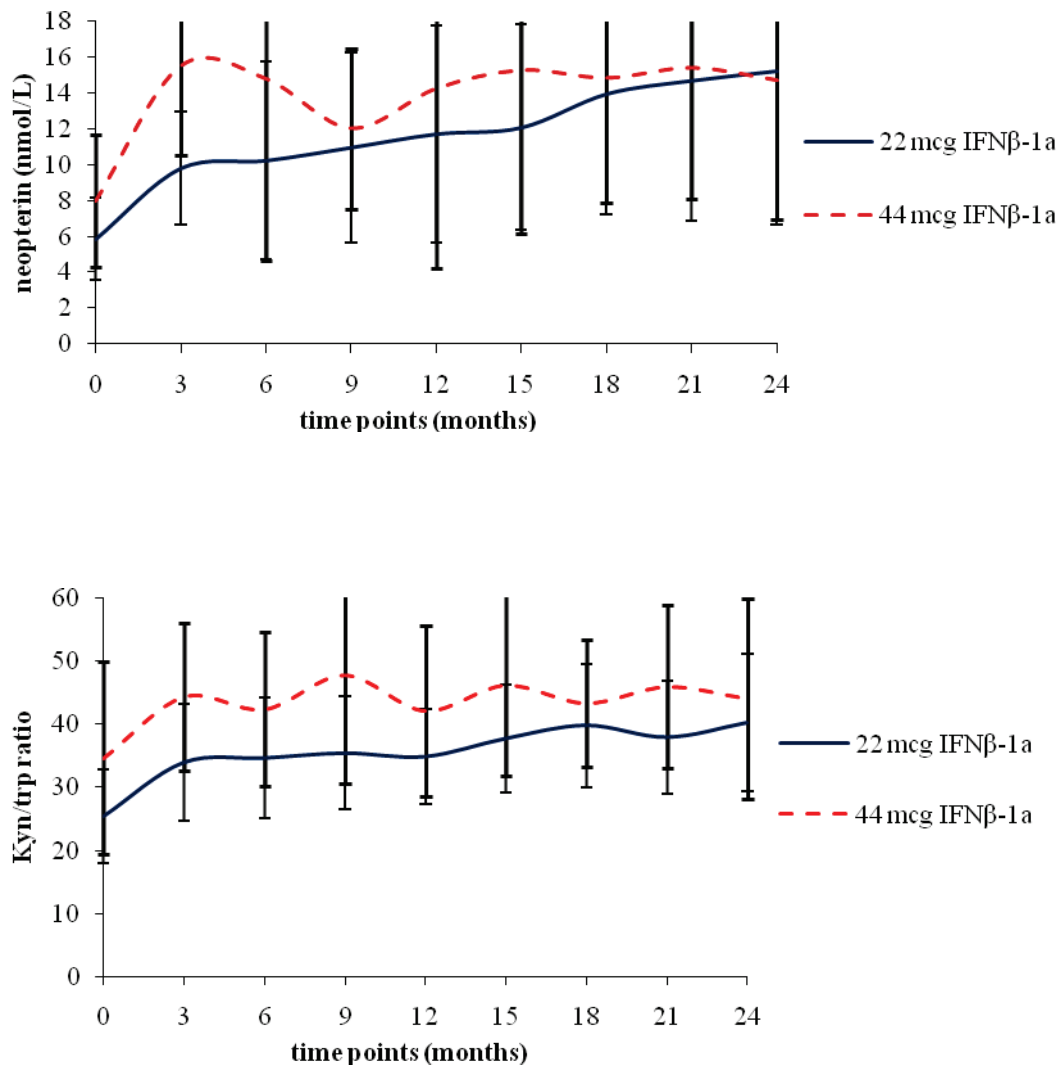 neopterin (nmol/L)
18
16
14
12
10
8
6
4
2
0
0 3 6 9 12 15 18 21 24
time points (months)
22 mcg IFNβ-1a
44 mcg IFNβ-1a
Kyn/trp ratio
60
50
40
30
20
10
0
0 3 6 9 12 15 18 21 24
time points (months)
22 mcg IFNβ-1a
44 mcg IFNβ-1a